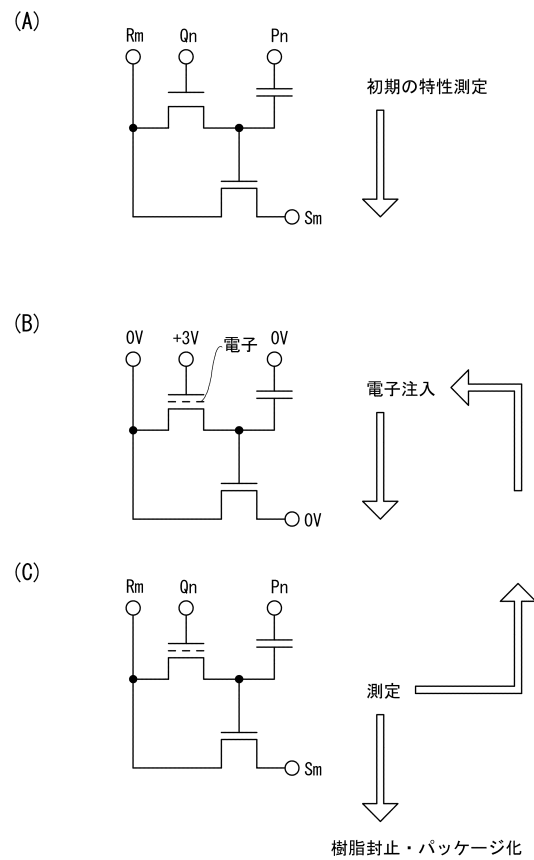 (A)
Rm Qn Pn
初期の特性測定
Sm
(B)
0V +3V 電子 0V
電子注入
0V
(C)
Rm Qn Pn
測定
Sm
樹脂封止・パッケージ化